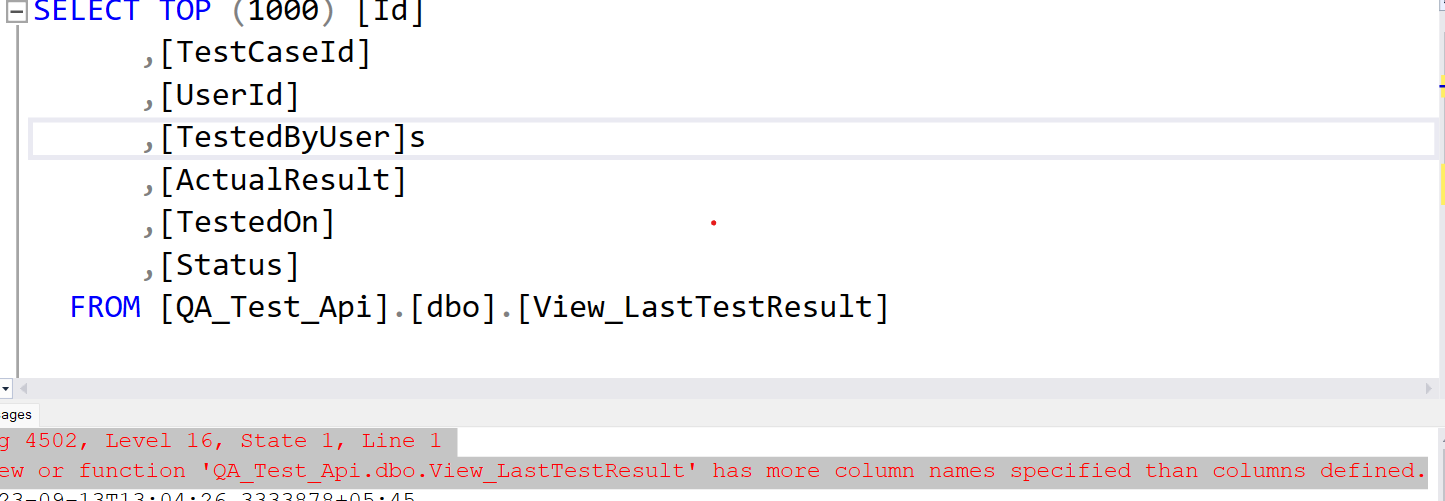 SELECT TOP (1000) [Id]
,[TestCaseId]
,[UserId]
,[TestedByUser]s
,[ActualResult]
,[TestedOn]
,[Status]
FROM [QA_Test_Api].[dbo].[View_LastTestResult]
ages
g 4502, Level 16, State 1, Line 1
ew or function 'QA_Test_Api.dbo.View_LastTestResult' has more column names specified than columns defined.
23-09-13T13:04:26.3333878+05:45